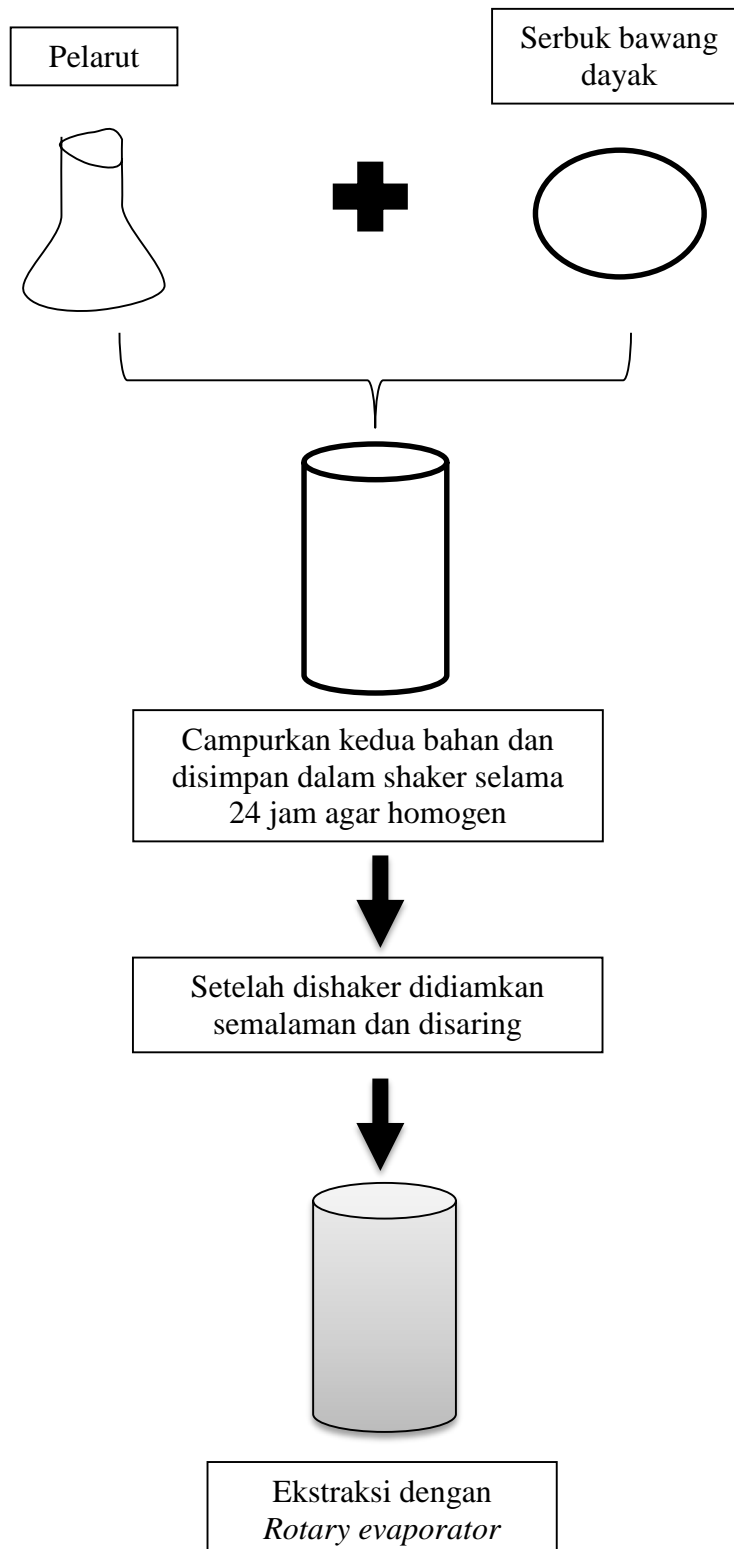 Pelarut
Serbuk bawang
dayak
Campurkan kedua bahan dan
disimpan dalam shaker selama
24 jam agar homogen
Setelah dishaker didiamkan
semalaman dan disaring
Ekstraksi dengan
Rotary evaporator